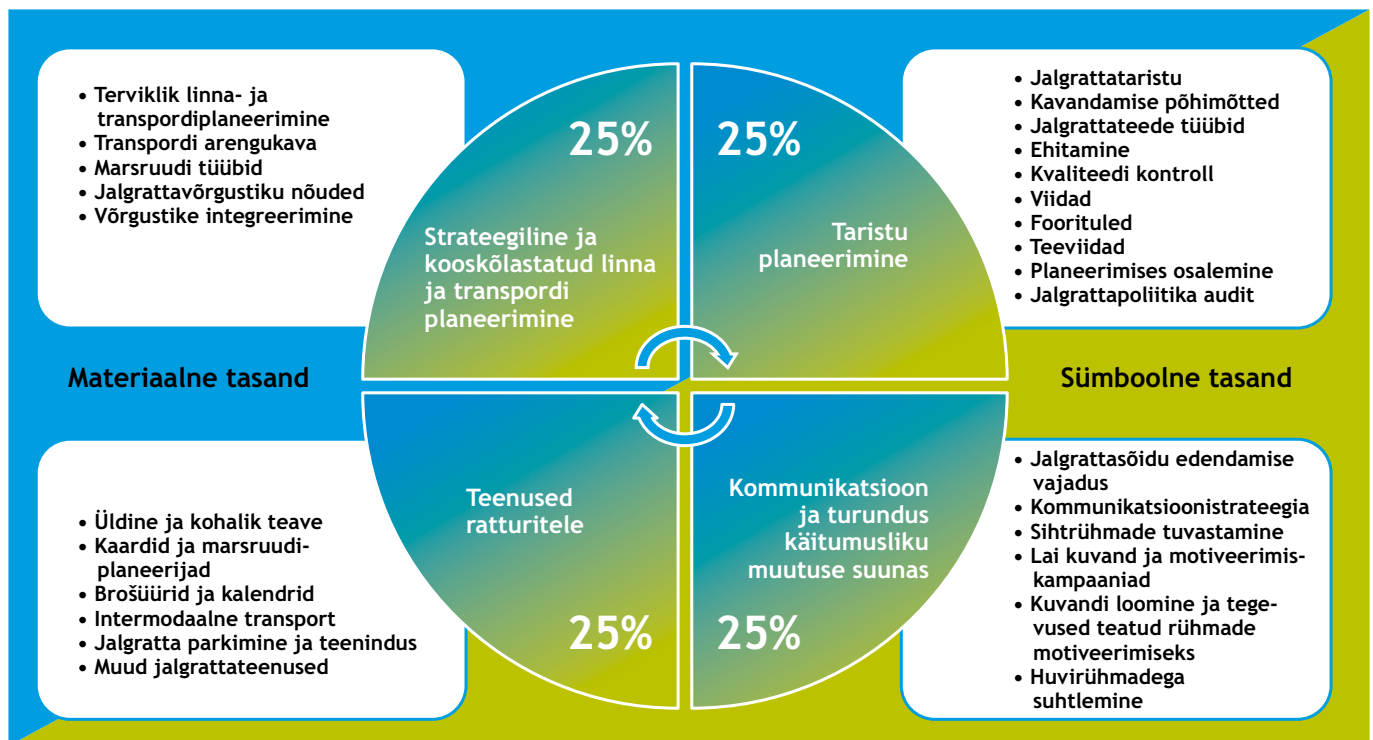 • Terviklik linna- ja
transpordiplaneerimine
• Transpordi arengukava
• Marsruudi tüübid
• Jalgrattavõrgustiku nõuded
• Võrgustike integreerimine
25%
Strateegiline ja
kooskõlastatud linna
ja transpordi
planeerimine
25%
Taristu
planeerimine
• Jalgrattataristu
• Kavandamise põhimõtted
• Jalgrattateede tüübid
• Ehitamine
• Kvaliteedi kontroll
• Viidad
• Foorituled
• Teeviidad
• Planeerimises osalemine
• Jalgrattapoliitika audit
Materiaalne tasand
Sümboolne tasand
• Üldine ja kohalik teave
• Kaardid ja marsruudi-
planeerijad
• Brošüürid ja kalendrid
• Intermodaalne transport
• Jalgratta parkimine ja teenindus
• Muud jalgrattateenused
Teenused
ratturitele
25%
Kommunikatsioon
ja turundus
käitumusliku
muutuse suunas
25%
• Jalgrattasõidu edendamise
vajadus
• Kommunikatsioonistrateegia
• Sihtrühmade tuvastamine
• Lai kuvand ja motiveerimis-
kampaaniad
• Kuvandi loomine ja tege-
vused teatud rühmade
motiveerimiseks
• Huvirühmadega
suhtlemine